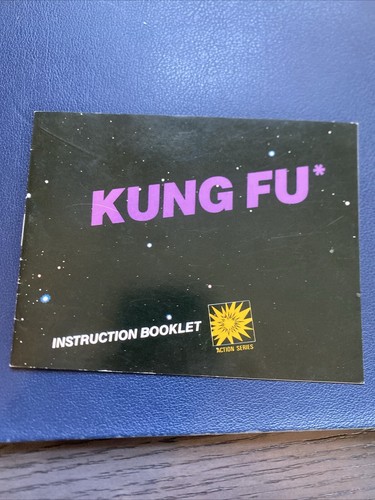 KUNG FU*
INSTRUCTION BOOKLET
ACTION SERIES